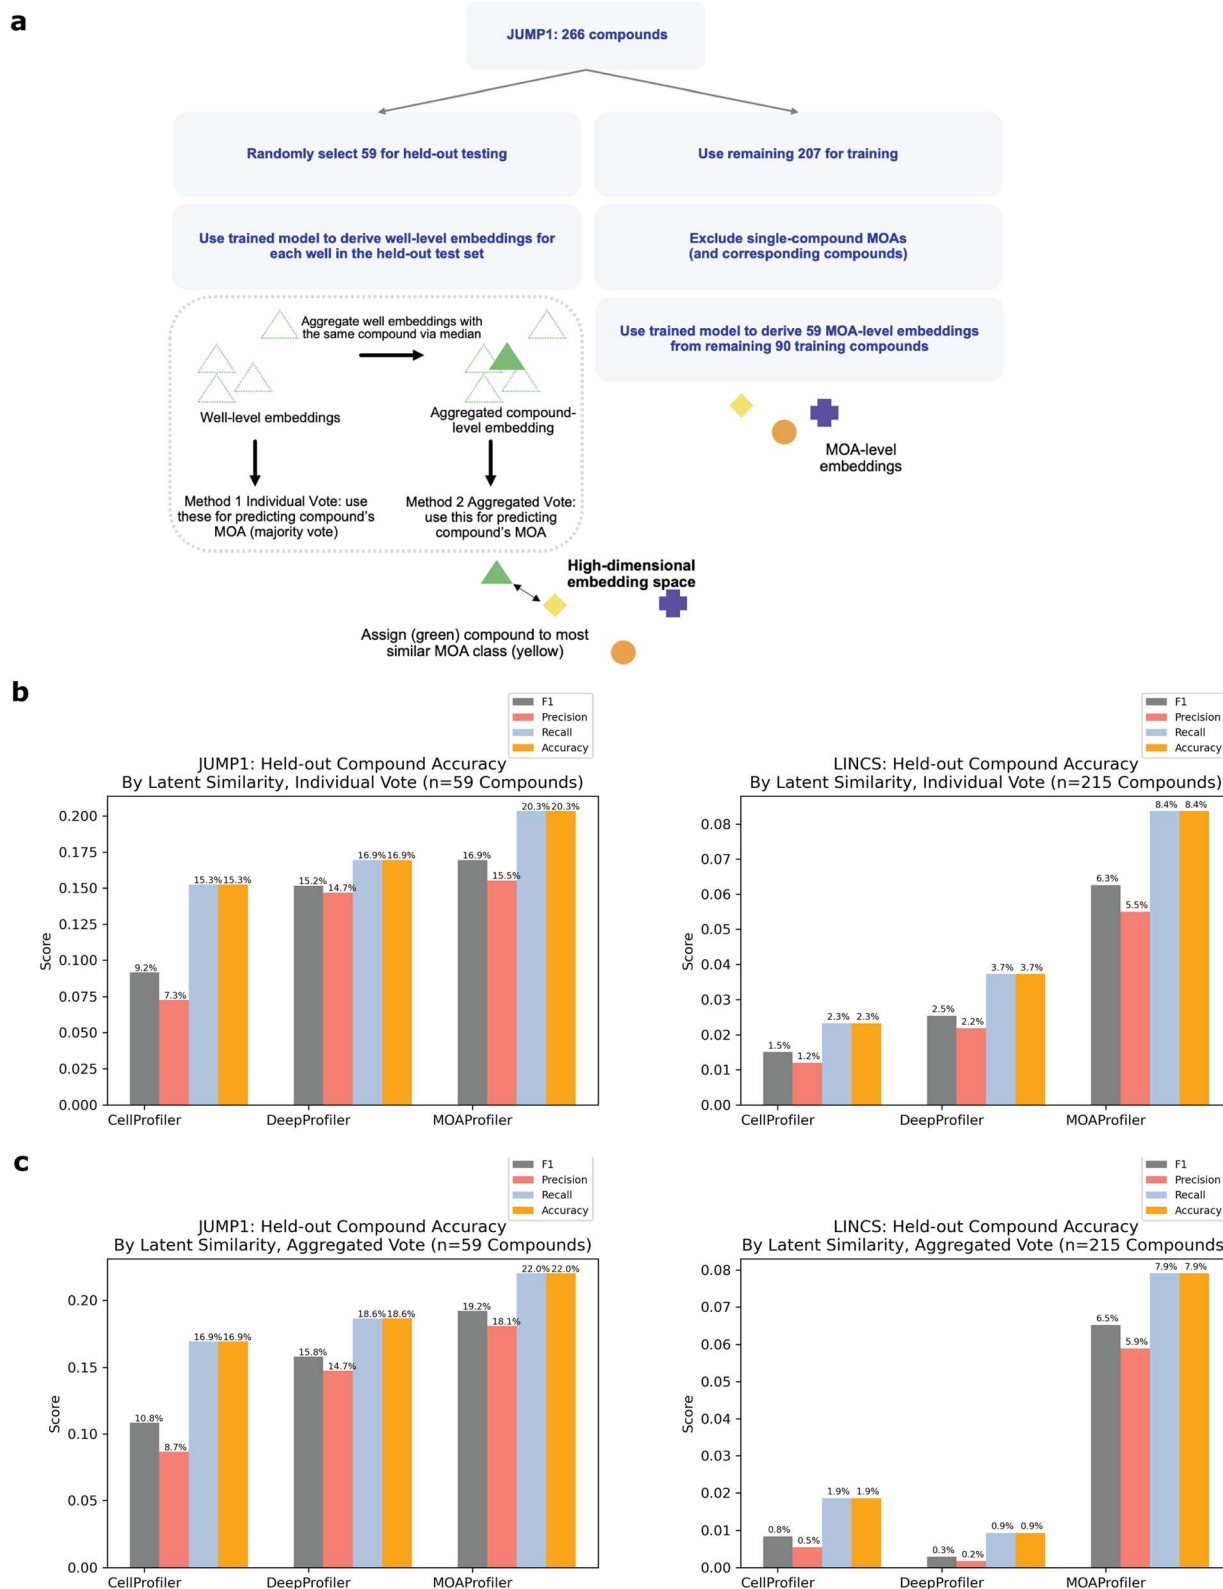 a
JUMP1: 266 compounds
Randomly select 59 for held-out testing
Use remaining 207 for training
Use trained model to derive well-level embeddings for
each well in the held-out test set
Exclude single-compound MOAs
(and corresponding compounds)
Aggregate well embeddings with
the same compound via median
Use trained model to derive 59 MOA-level embeddings
from remaining 90 training compounds
Well-level embeddings
Aggregated compound-
level embedding
MOA-level
embeddings
Method 1 Individual Vote: use
these for predicting compound's
MOA (majority vote)
Method 2 Aggregated Vote:
use this for predicting
compound's MOA
High-dimensional
embedding space
Assign (green) compound to most
similar MOA class (yellow)
b
F1
Precision
Recall
Accuracy
JUMP1: Held-out Compound Accuracy
By Latent Similarity, Individual Vote (n=59 Compounds)
Score
0.200
0.175
0.150
0.125
0.100
0.075
0.050
0.025
0.000
9.2%
7.3%
15.3%
15.3%
15.2%
14.7%
16.9%
16.9%
16.9%
15.5%
20.3%
20.3%
CellProfiler
DeepProfiler
MOAProfiler
F1
Precision
Recall
Accuracy
LINCS: Held-out Compound Accuracy
By Latent Similarity, Individual Vote (n=215 Compounds)
Score
0.08
0.07
0.06
0.05
0.04
0.03
0.02
0.01
0.00
1.5%
1.2%
2.3%
2.3%
2.5%
2.2%
3.7%
3.7%
6.3%
5.5%
8.4%
8.4%
CellProfiler
DeepProfiler
MOAProfiler
c
F1
Precision
Recall
Accuracy
JUMP1: Held-out Compound Accuracy
By Latent Similarity, Aggregated Vote (n=59 Compounds)
Score
0.20
0.15
0.10
0.05
0.00
10.8%
8.7%
16.9%
16.9%
15.8%
14.7%
18.6%
18.6%
19.2%
18.1%
22.0%
22.0%
CellProfiler
DeepProfiler
MOAProfiler
F1
Precision
Recall
Accuracy
LINCS: Held-out Compound Accuracy
By Latent Similarity, Aggregated Vote (n=215 Compounds
Score
0.08
0.07
0.06
0.05
0.04
0.03
0.02
0.01
0.00
0.8%
0.5%
1.9%
1.9%
0.3%
0.2%
0.9%
0.9%
6.5%
5.9%
7.9%
7.9%
CellProfiler
DeepProfiler
MOAProfiler